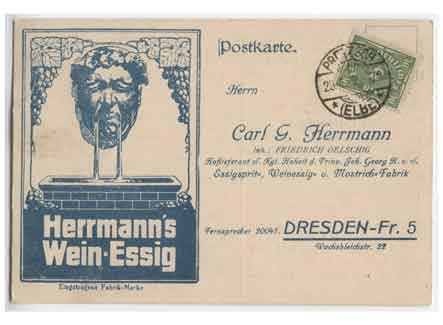 Herrmann's
Wein-Essig
Eingetragene Fabrik-Marke
Postkarte.
Herrn
Carl G. Herrmann
Inh.: FRIEDRICH OELSCHIG
Hoflieferant d. Kgl. Hoheit d. Prinz. Joh. Georg H. v. S.
Essigsprit-, Weinessig- u. Mostrich-Fabrik
Fernsprecher 20041. DRESDEN-Fr. 5
Wachsbleichstr. 22
(ELBE)